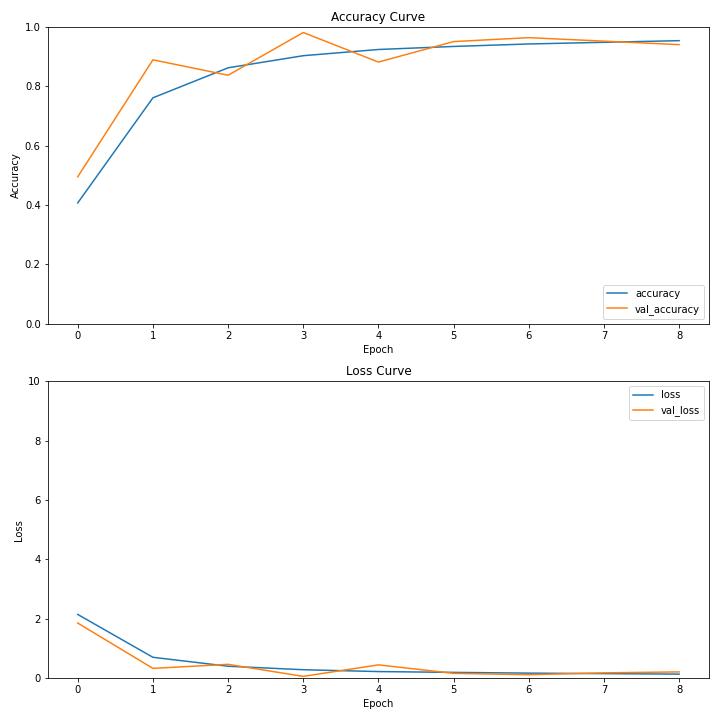 Accuracy Curve
1.0
0.8
0.6
0.4
0.2
0.0
Accuracy
accuracy
val_accuracy
0 1 2 3 4 5 6 7 8
Epoch
Loss Curve
10
8
6
4
2
0
Loss
loss
val_loss
0 1 2 3 4 5 6 7 8
Epoch